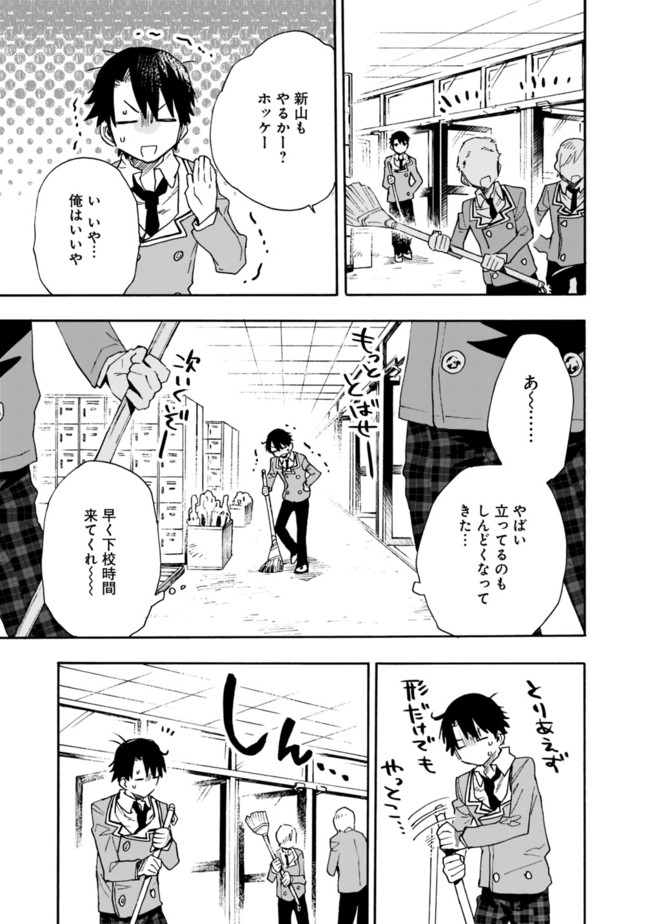 新山も
やるかー？
ホッケー
い いや…
俺はいいや
あ～～……
やばい
立ってるのも
しんどくなって
きた…
もっと
とばせー
次いくぞー
早く下校時間
来てくれ～～
とりあえず
形だけでも
やっとこ…
しん…